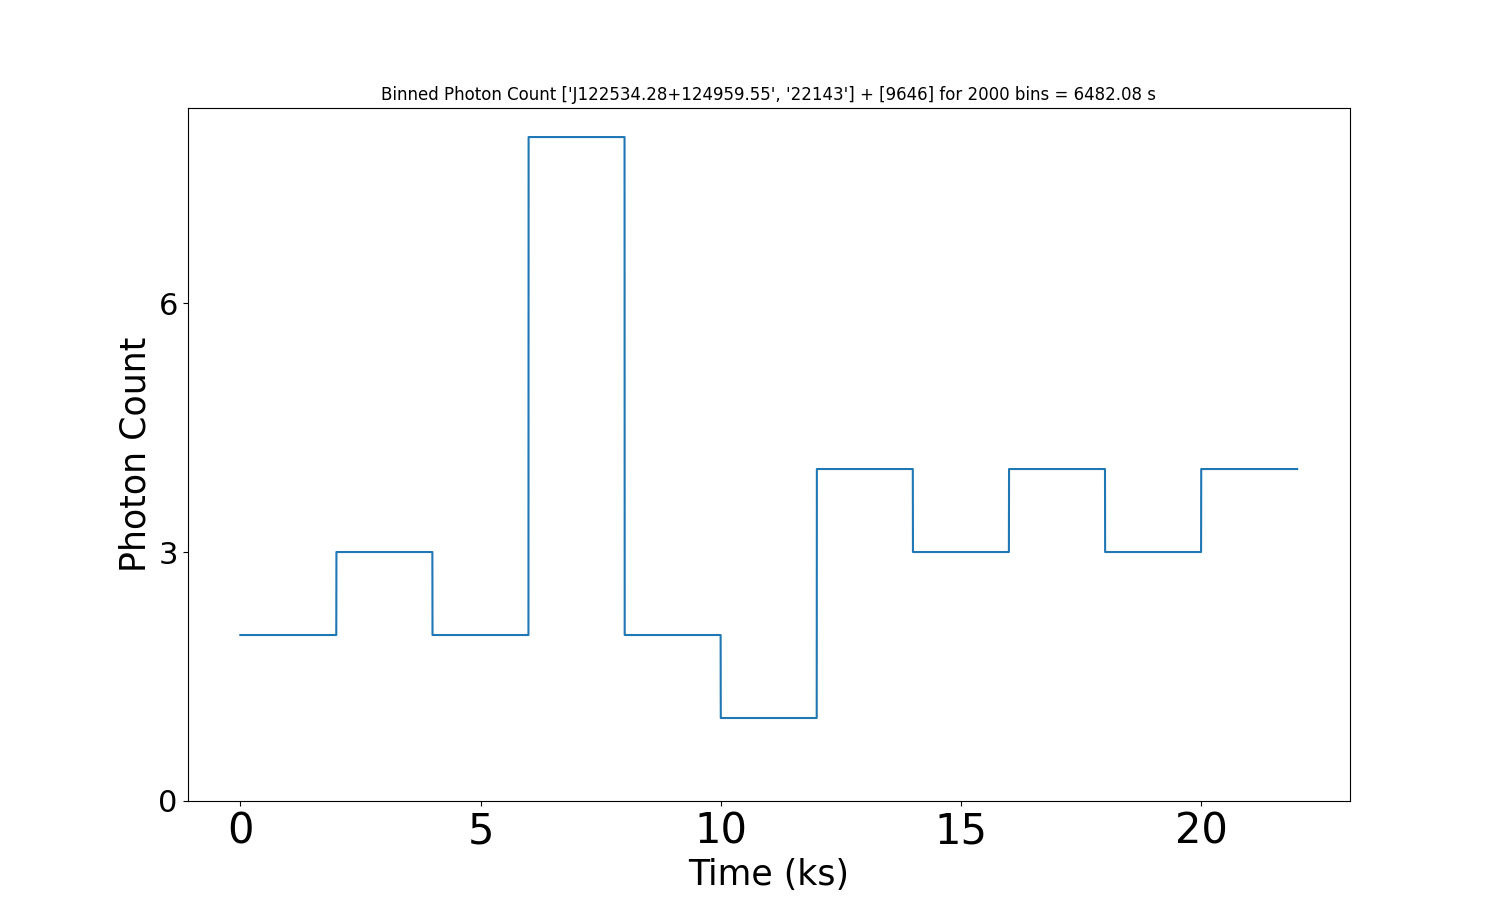 Binned Photon Count ['J122534.28+124959.55', '22143'] + [9646] for 2000 bins = 6482.08 s
Photon Count
6
3
0
0 5 10 15 20
Time (ks)